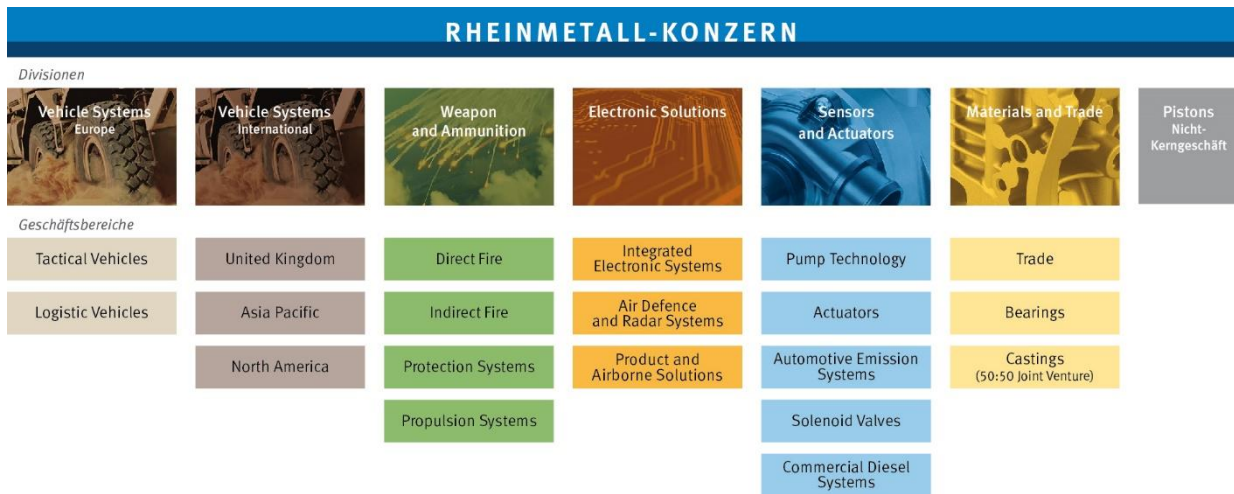 RHEINMETALL-KONZERN
Divisionen
Vehicle Systems
Europe
Vehicle Systems
International
Weapon
and Ammunition
Electronic Solutions
Sensors
and Actuators
Materials and Trade
Pistons
Nicht-
Kerngeschäft
Geschäftsbereiche
Tactical Vehicles
United Kingdom
Direct Fire
Integrated
Electronic Systems
Pump Technology
Trade
Logistic Vehicles
Asia Pacific
Indirect Fire
Air Defence
and Radar Systems
Actuators
Bearings
North America
Protection Systems
Product and
Airborne Solutions
Automotive Emission
Systems
Castings
(50:50 Joint Venture)
Propulsion Systems
Solenoid Valves
Commercial Diesel
Systems